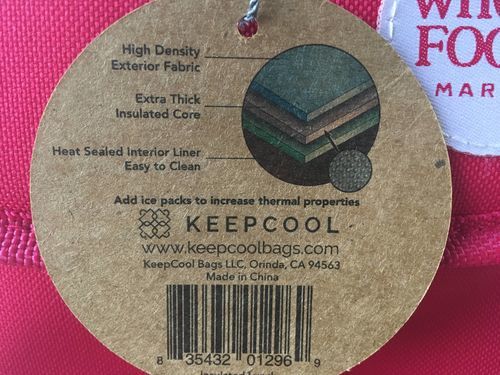 High Density
Exterior Fabric
Extra Thick
Insulated Core
Heat Sealed Interior Liner
Easy to Clean
Add ice packs to increase thermal properties
KEEPCOOL
www.keepcoolbags.com
KeepCool Bags LLC, Orinda, CA 94563
Made in China
8 35432 01296 9
FOO
MAR